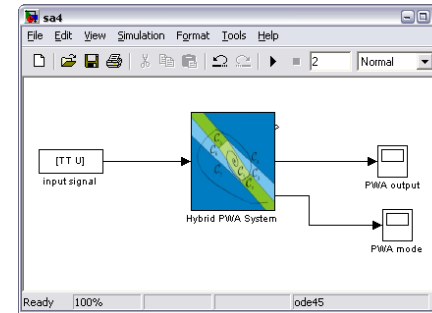 sa4
File Edit View Simulation Format Tools Help
2 Normal
[TT U]
input signal
Hybrid PWA System
PWA output
PWA mode
Ready 100% ode45